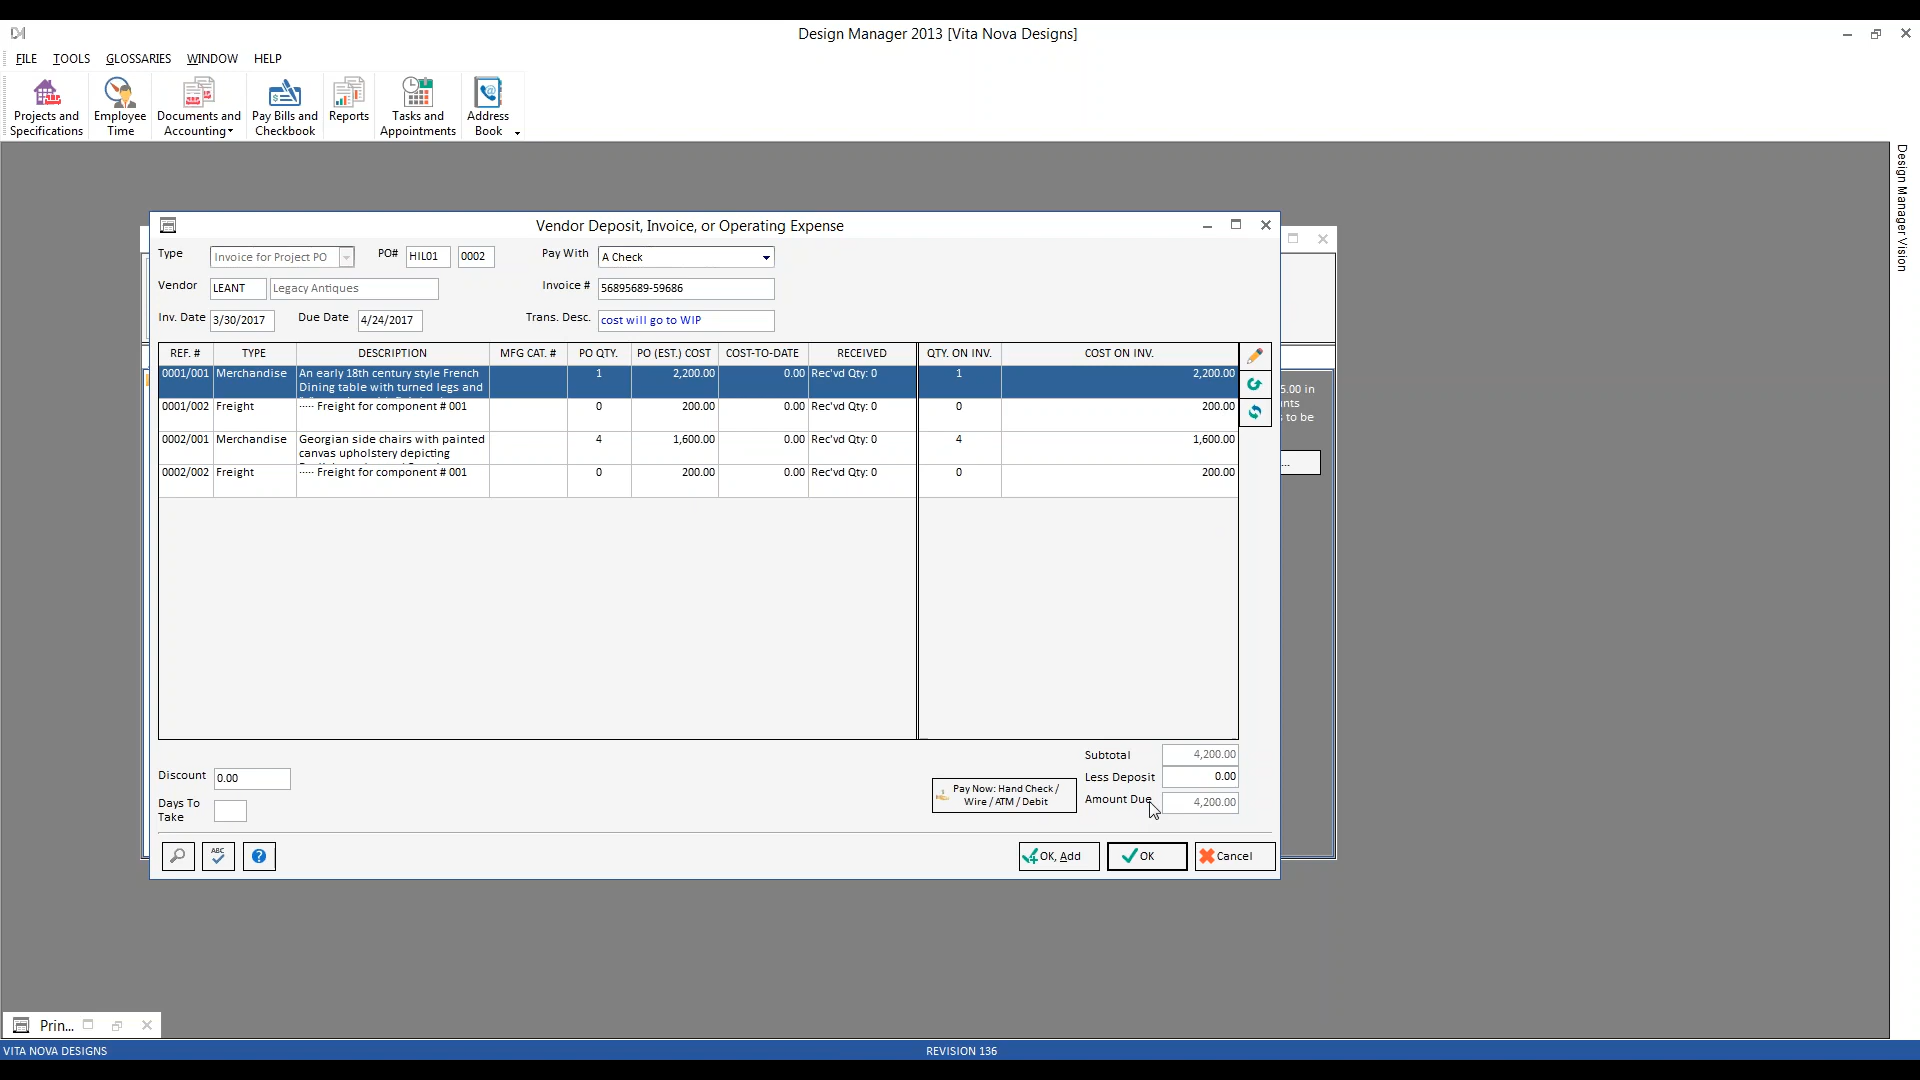 Design Manager 2013 [Vita Nova Designs]
FILE TOOLS GLOSSARIES WINDOW HELP
Projects and Specifications
Employee Time
Documents and Accounting
Pay Bills and Checkbook
Reports
Tasks and Appointments
Address Book
Design Manager Vision
Vendor Deposit, Invoice, or Operating Expense
Type Invoice for Project PO PO# HIL01 0002 Pay With A Check
Vendor LEANT Legacy Antiques Invoice # 56895689-59686
Inv. Date 3/30/2017 Due Date 4/24/2017 Trans. Desc. cost will go to WIP
REF. # TYPE DESCRIPTION MFG CAT. # PO QTY. PO (EST.) COST COST-TO-DATE RECEIVED QTY. ON INV. COST ON INV.
0001/001 Merchandise An early 18th century style French 1 2,200.00 0.00 Rec'vd Qty: 0 1 2,200.00
Dining table with turned legs and
0001/002 Freight ----- Freight for component # 001 0 200.00 0.00 Rec'vd Qty: 0 0 200.00
0002/001 Merchandise Georgian side chairs with painted 4 1,600.00 0.00 Rec'vd Qty: 0 4 1,600.00
canvas upholstery depicting
0002/002 Freight ----- Freight for component # 001 0 200.00 0.00 Rec'vd Qty: 0 0 200.00
5.00 in
nts
to be
...
Subtotal 4,200.00
Discount 0.00
Less Deposit 0.00
Pay Now: Hand Check /
Wire / ATM / Debit
Amount Due 4,200.00
Days To
Take
ABC ?
OK, Add OK Cancel
Prin...
VITA NOVA DESIGNS REVISION 136